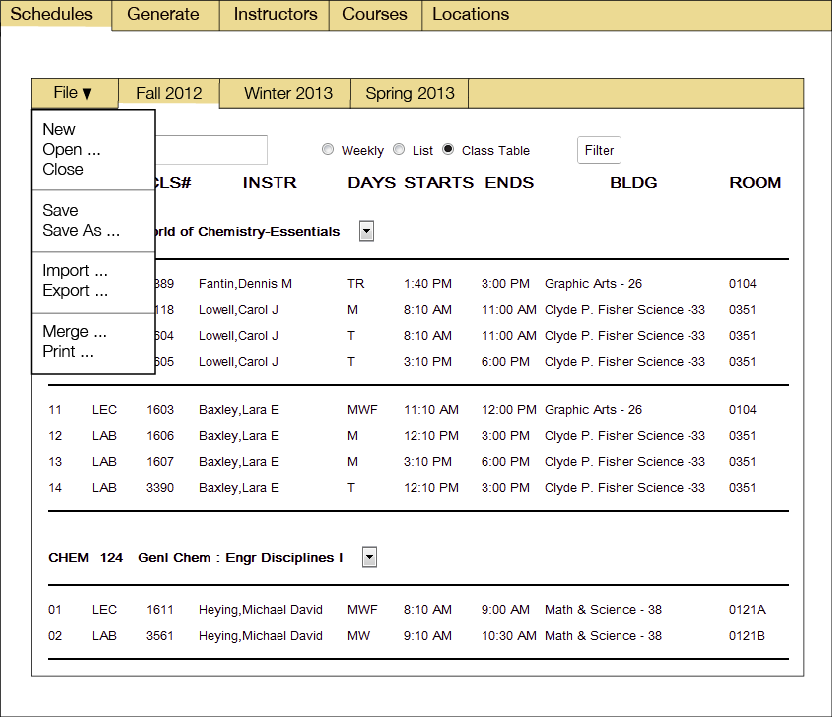 Schedules Generate Instructors Courses Locations
File ▼ Fall 2012 Winter 2013 Spring 2013
New
Open ...
Close
Save
Save As ...
Import ...
Export ...
Merge ...
Print ...
Weekly List Class Table Filter
CLS# INSTR DAYS STARTS ENDS BLDG ROOM
of Chemistry-Essentials
389 Fantin,Dennis M TR 1:40 PM 3:00 PM Graphic Arts - 26 0104
118 Lowell,Carol J M 8:10 AM 11:00 AM Clyde P. Fisher Science -33 0351
604 Lowell,Carol J T 8:10 AM 11:00 AM Clyde P. Fisher Science -33 0351
605 Lowell,Carol J T 3:10 PM 6:00 PM Clyde P. Fisher Science -33 0351
11 LEC 1603 Baxley,Lara E MWF 11:10 AM 12:00 PM Graphic Arts - 26 0104
12 LAB 1606 Baxley,Lara E M 12:10 PM 3:00 PM Clyde P. Fisher Science -33 0351
13 LAB 1607 Baxley,Lara E M 3:10 PM 6:00 PM Clyde P. Fisher Science -33 0351
14 LAB 3390 Baxley,Lara E T 12:10 PM 3:00 PM Clyde P. Fisher Science -33 0351
CHEM 124 Genl Chem : Engr Disciplines I
01 LEC 1611 Heying,Michael David MWF 8:10 AM 9:00 AM Math & Science - 38 0121A
02 LAB 3561 Heying,Michael David MW 9:10 AM 10:30 AM Math & Science - 38 0121B